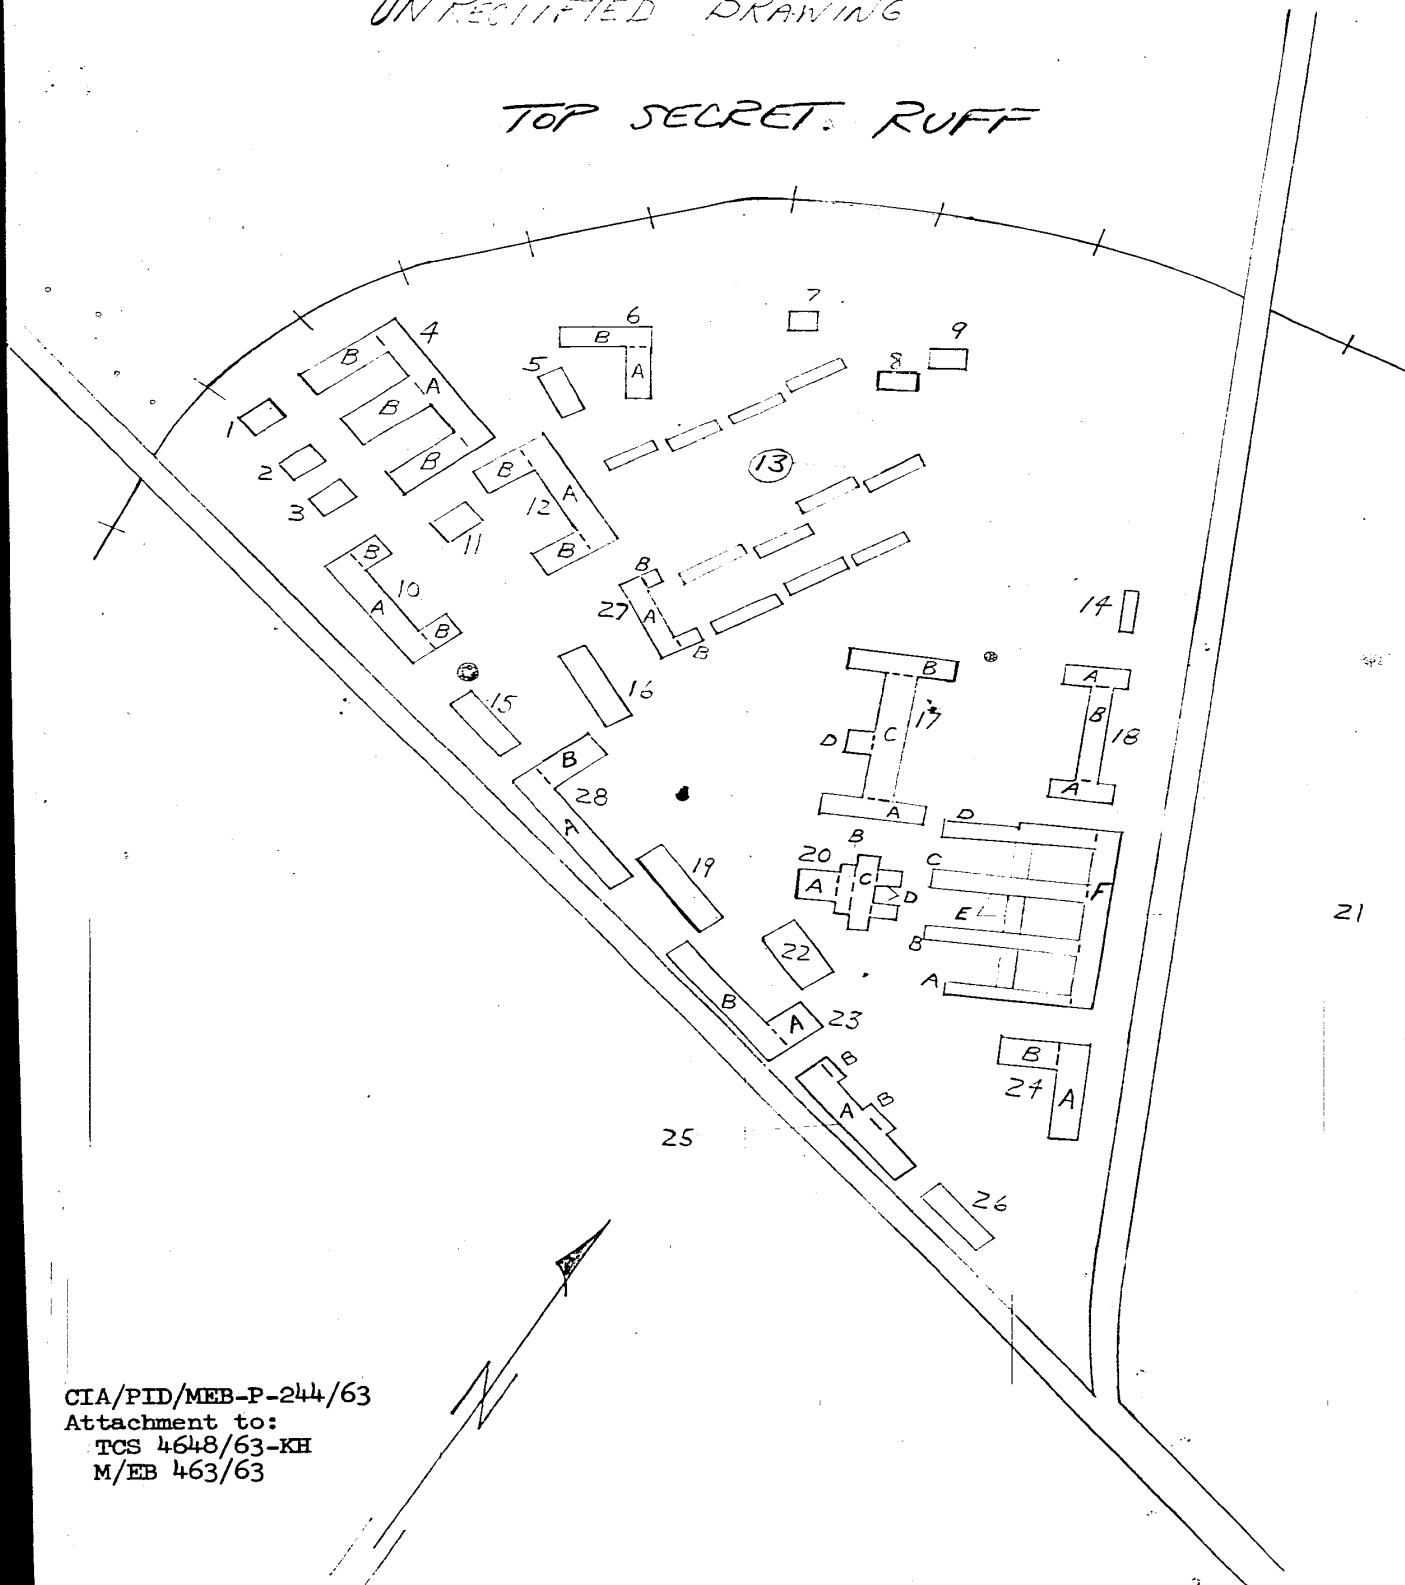 UNRECTIFIED DRAWING
TOP SECRET. RUFF
7
6
4
B
9
B
5
8
A
A
B
1
B
B
13
2
A
3
12
11
B
B
B
10
27
A
14
A
B
B
B
A
16
B
15
17
B
D
C
18
B
28
A
A
A
D
B
20
C
19
A
C
D
F
E
21
B
22
A
B
A
23
B
B
24
A
B
A
25
26
N
CIA/PID/MEB-P-244/63
Attachment to:
TCS 4648/63-KH
M/EB 463/63